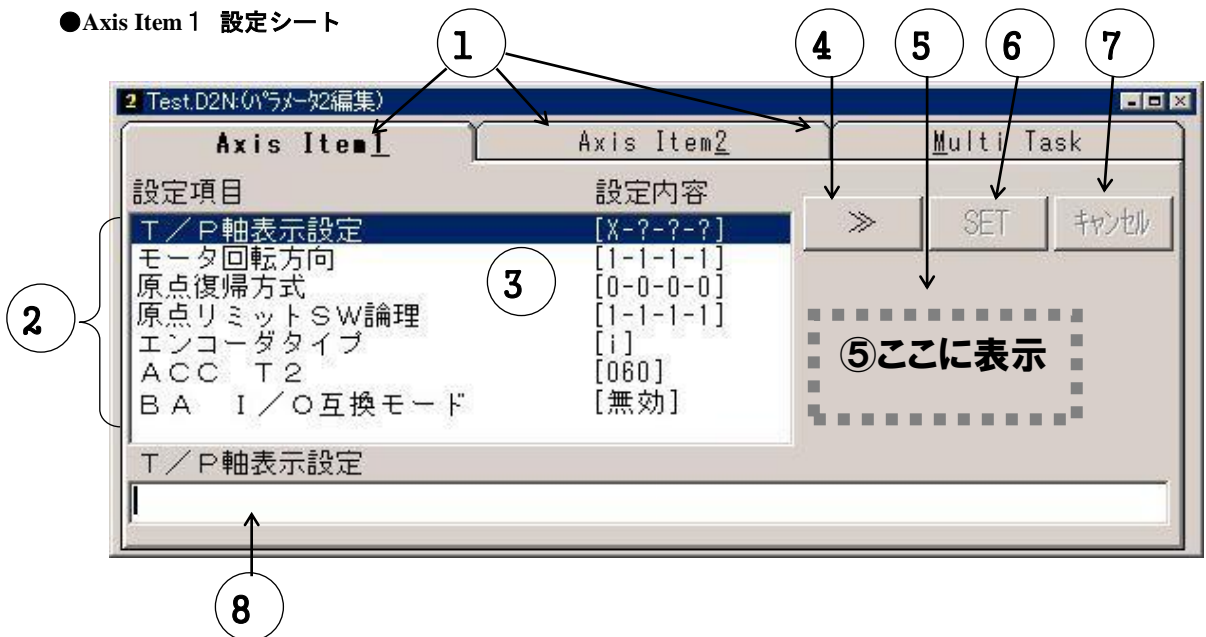 ●Axis Item１ 設定シート
1 4 5 6 7
2 Test.D2N:(パラメータ2編集)
Axis Item1 Axis Item2 Multi Task
設定項目 設定内容
≫ SET キャンセル
T／P軸表示設定 [X-?-?-?]
モータ回転方向 [1-1-1-1]
原点復帰方式 [0-0-0-0]
3
原点リミットSW論理 [1-1-1-1]
エンコーダタイプ [i]
ACC T2 [060]
BA I／O互換モード [無効]
2
⑤ここに表示
T／P軸表示設定
8